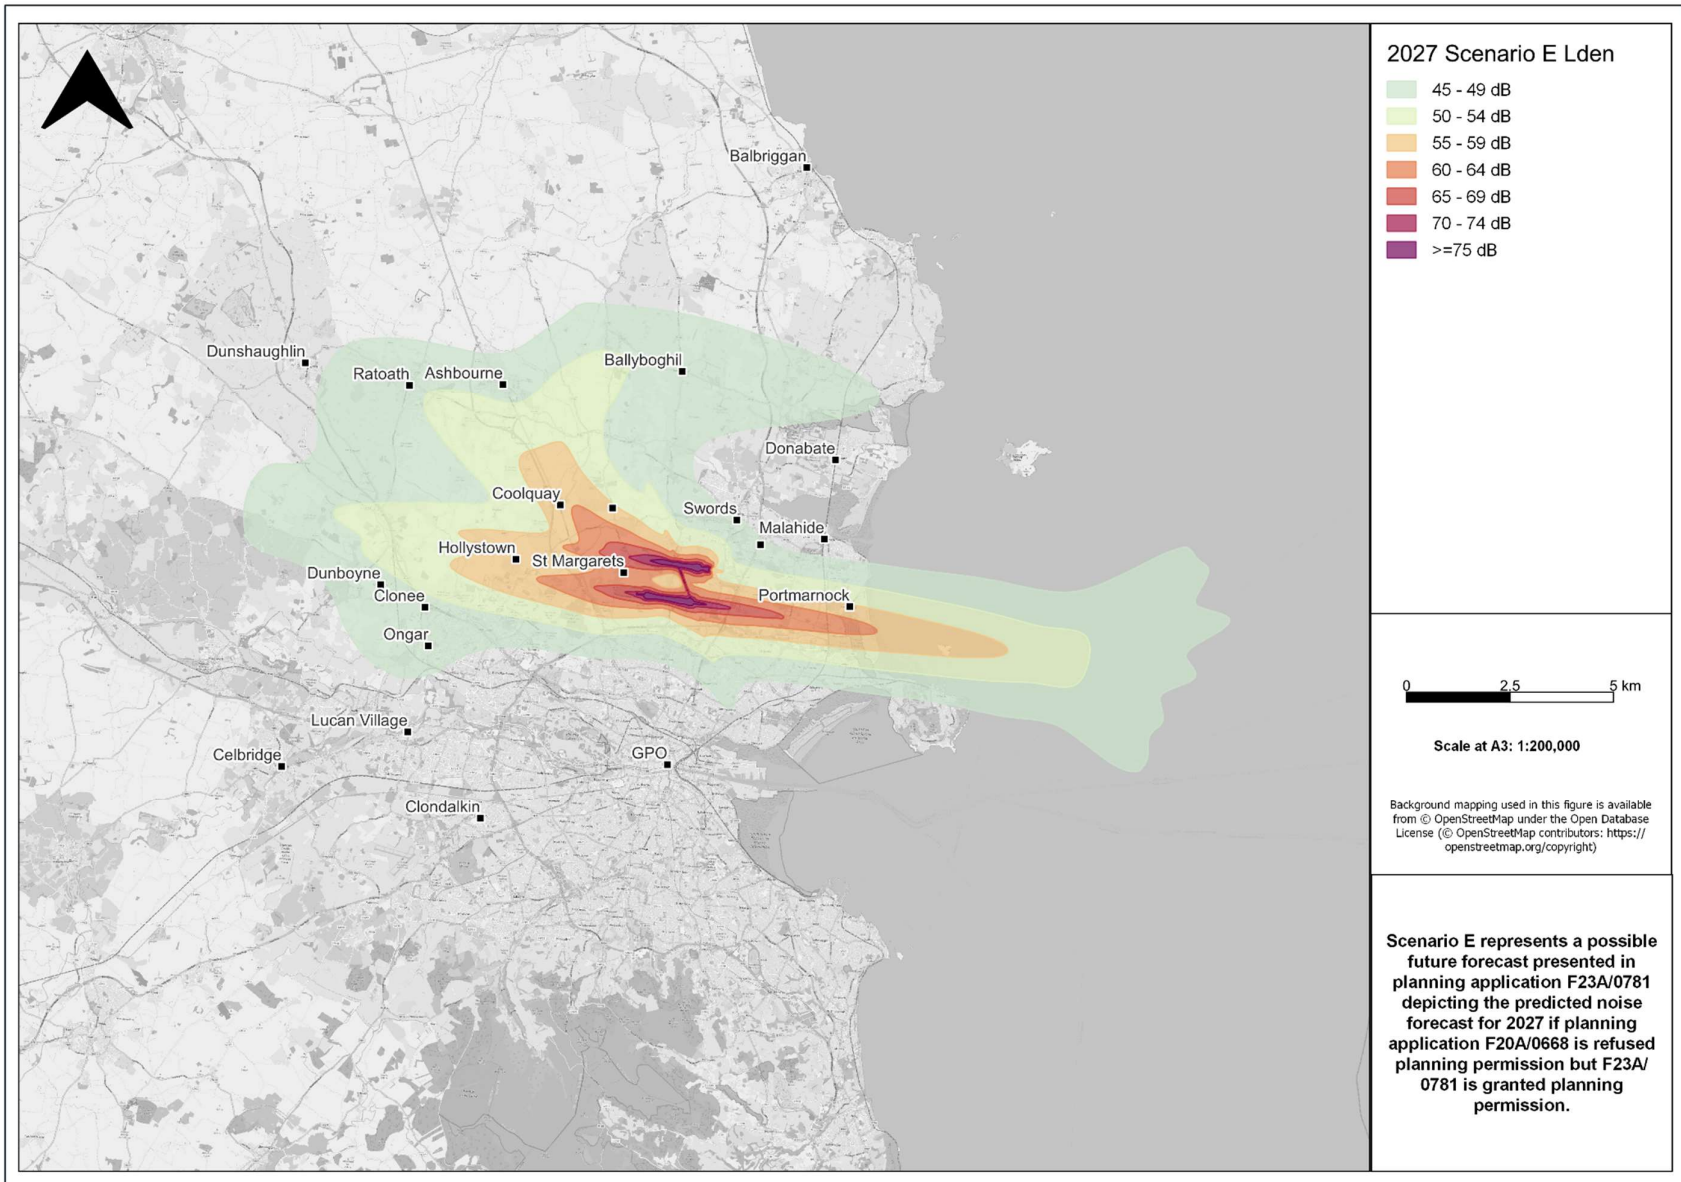 2027 Scenario E Lden
45 - 49 dB
50 - 54 dB
55 - 59 dB
60 - 64 dB
65 - 69 dB
70 - 74 dB
>=75 dB
Balbriggan
Dunshaughlin
Ratoath
Ashbourne
Ballyboghil
Donabate
Coolquay
Swords
Malahide
Hollystown
St Margarets
Dunboyne
Clonee
Portmarnock
Ongar
Lucan Village
Celbridge
GPO
Clondalkin
0 2.5 5 km
Scale at A3: 1:200,000
Background mapping used in this figure is available
from © OpenStreetMap under the Open Database
License (© OpenStreetMap contributors: https://
openstreetmap.org/copyright)
Scenario E represents a possible
future forecast presented in
planning application F23A/0781
depicting the predicted noise
forecast for 2027 if planning
application F20A/0668 is refused
planning permission but F23A/
0781 is granted planning
permission.